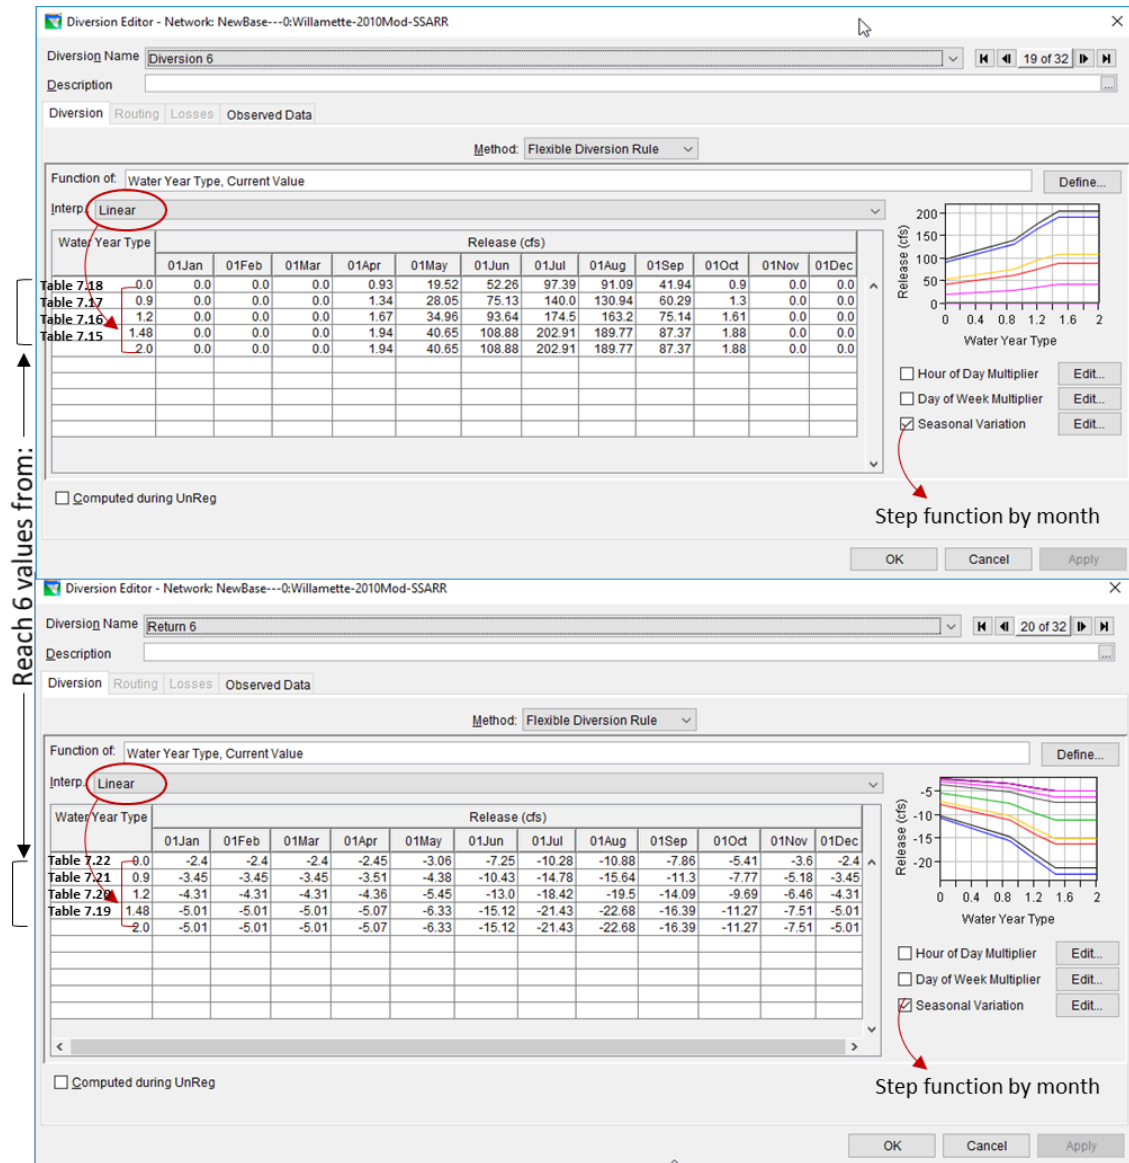 Diversion Editor - Network: NewBase---0:Willamette-2010Mod-SSARR
Diversion Name Diversion 6 19 of 32
Description ...
Diversion Routing Losses Observed Data
Method: Flexible Diversion Rule
Function of: Water Year Type, Current Value Define...
Interp.: Linear
Water Year Type Release (cfs)
01Jan 01Feb 01Mar 01Apr 01May 01Jun 01Jul 01Aug 01Sep 01Oct 01Nov 01Dec
Table 7.18 0.0 0.0 0.0 0.0 0.93 19.52 52.26 97.39 91.09 41.94 0.9 0.0 0.0
Table 7.17 0.9 0.0 0.0 0.0 1.34 28.05 75.13 140.0 130.94 60.29 1.3 0.0 0.0
Table 7.16 1.2 0.0 0.0 0.0 1.67 34.96 93.64 174.5 163.2 75.14 1.61 0.0 0.0
Table 7.15 1.48 0.0 0.0 0.0 1.94 40.65 108.88 202.91 189.77 87.37 1.88 0.0 0.0
2.0 0.0 0.0 0.0 1.94 40.65 108.88 202.91 189.77 87.37 1.88 0.0 0.0
Release (cfs)
200
150
100
50
0
0 0.4 0.8 1.2 1.6 2
Water Year Type
Hour of Day Multiplier Edit...
Day of Week Multiplier Edit...
Seasonal Variation Edit...
Computed during UnReg
Step function by month
OK Cancel Apply
Reach 6 values from:
Diversion Editor - Network: NewBase---0:Willamette-2010Mod-SSARR
Diversion Name Return 6 20 of 32
Description ...
Diversion Routing Losses Observed Data
Method: Flexible Diversion Rule
Function of: Water Year Type, Current Value Define...
Interp.: Linear
Water Year Type Release (cfs)
01Jan 01Feb 01Mar 01Apr 01May 01Jun 01Jul 01Aug 01Sep 01Oct 01Nov 01Dec
Table 7.22 0.0 -2.4 -2.4 -2.4 -2.45 -3.06 -7.25 -10.28 -10.88 -7.86 -5.41 -3.6 -2.4
Table 7.21 0.9 -3.45 -3.45 -3.45 -3.51 -4.38 -10.43 -14.78 -15.64 -11.3 -7.77 -5.18 -3.45
Table 7.20 1.2 -4.31 -4.31 -4.31 -4.36 -5.45 -13.0 -18.42 -19.5 -14.09 -9.69 -6.46 -4.31
Table 7.19 1.48 -5.01 -5.01 -5.01 -5.07 -6.33 -15.12 -21.43 -22.68 -16.39 -11.27 -7.51 -5.01
2.0 -5.01 -5.01 -5.01 -5.07 -6.33 -15.12 -21.43 -22.68 -16.39 -11.27 -7.51 -5.01
Release (cfs)
-5
-10
-15
-20
0 0.4 0.8 1.2 1.6 2
Water Year Type
Hour of Day Multiplier Edit...
Day of Week Multiplier Edit...
Seasonal Variation Edit...
Computed during UnReg
Step function by month
OK Cancel Apply